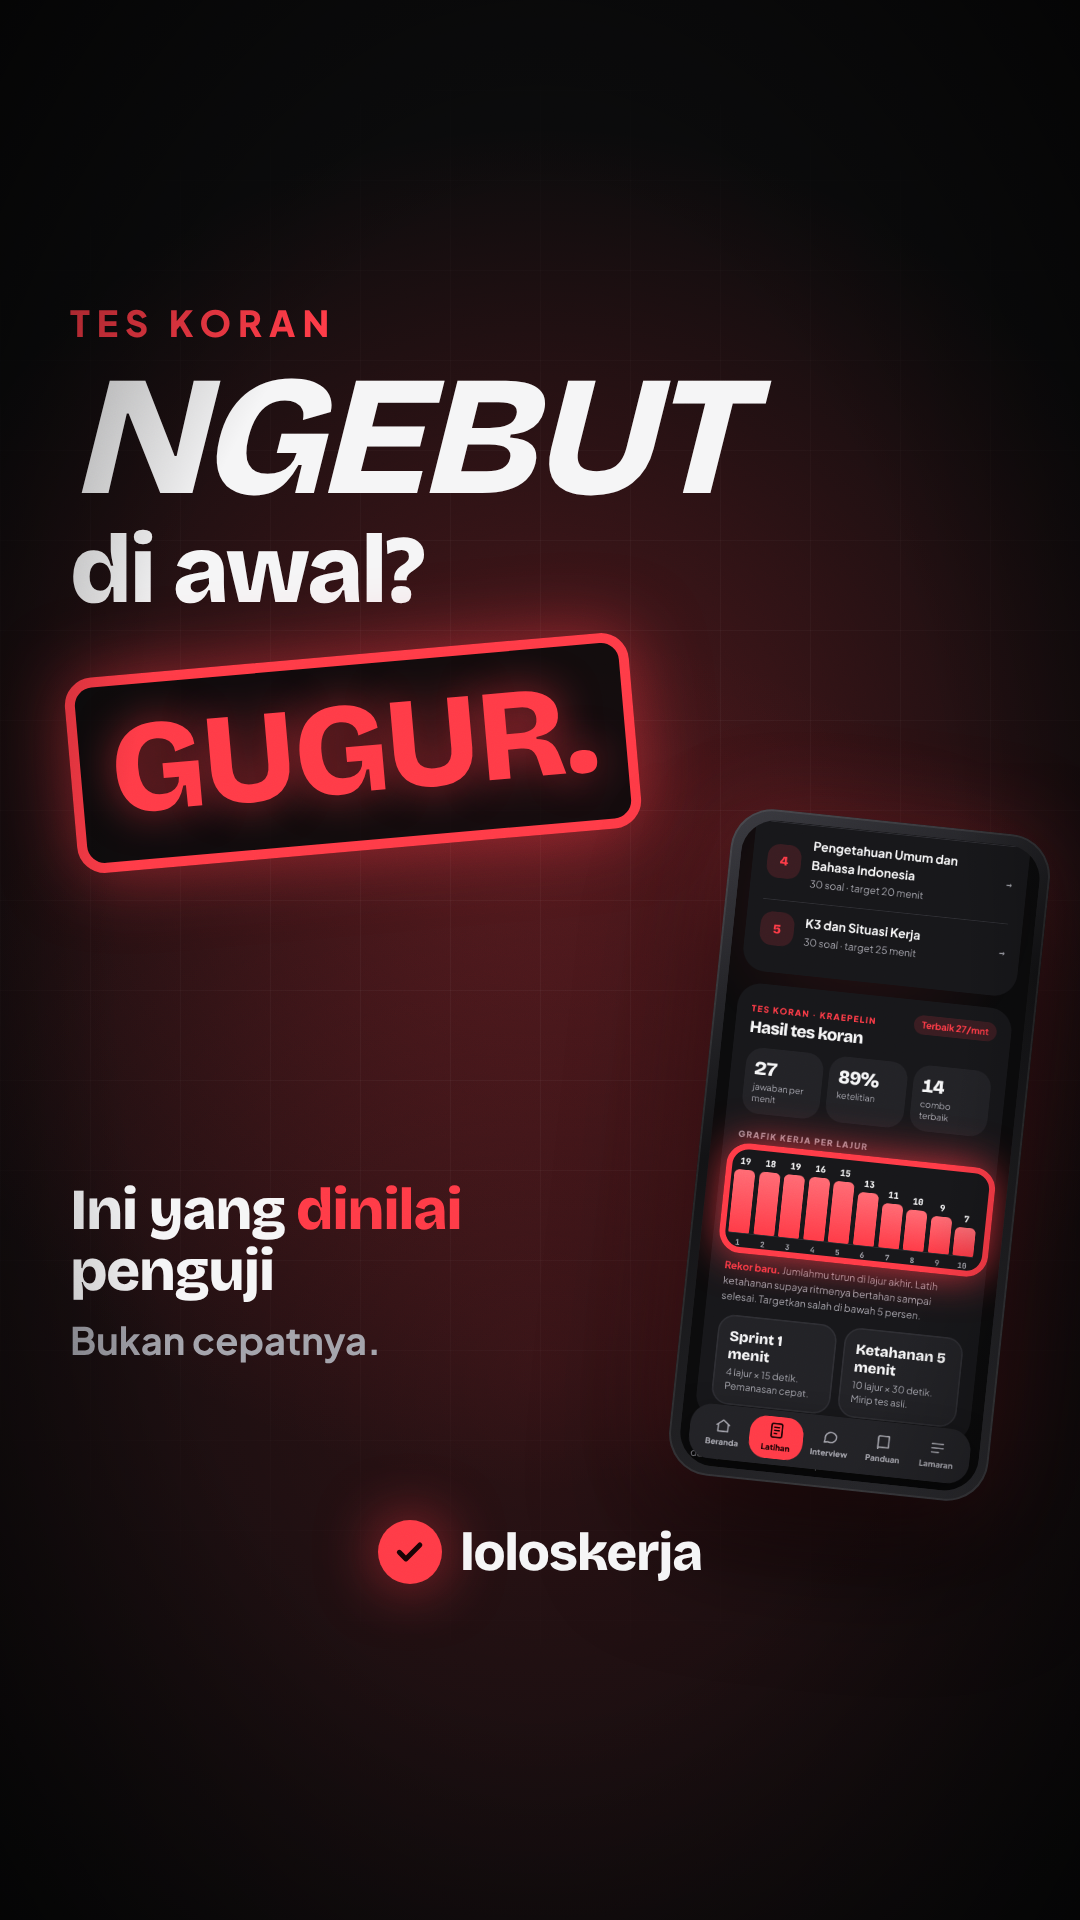 TES KORAN
NGEBUT
di awal?
GUGUR.
4
Pengetahuan Umum dan
Bahasa Indonesia
30 soal · target 20 menit
→
5
K3 dan Situasi Kerja
30 soal · target 25 menit
→
TES KORAN · KRAEPELIN
Hasil tes koran
Terbaik 27/mnt
27
jawaban per
menit
89%
ketelitian
14
combo
terbaik
GRAFIK KERJA PER LAJUR
19 18 19 16 15 13 11 10 9 7
1 2 3 4 5 6 7 8 9 10
Rekor baru. Jumlahmu turun di lajur akhir. Latih
ketahanan supaya ritmenya bertahan sampai
selesai. Targetkan salah di bawah 5 persen.
Sprint 1
menit
4 lajur × 15 detik.
Pemanasan cepat.
Ketahanan 5
menit
10 lajur × 30 detik.
Mirip tes asli.
Beranda Latihan Interview Panduan Lamaran
Ini yang dinilai
penguji
Bukan cepatnya.
loloskerja